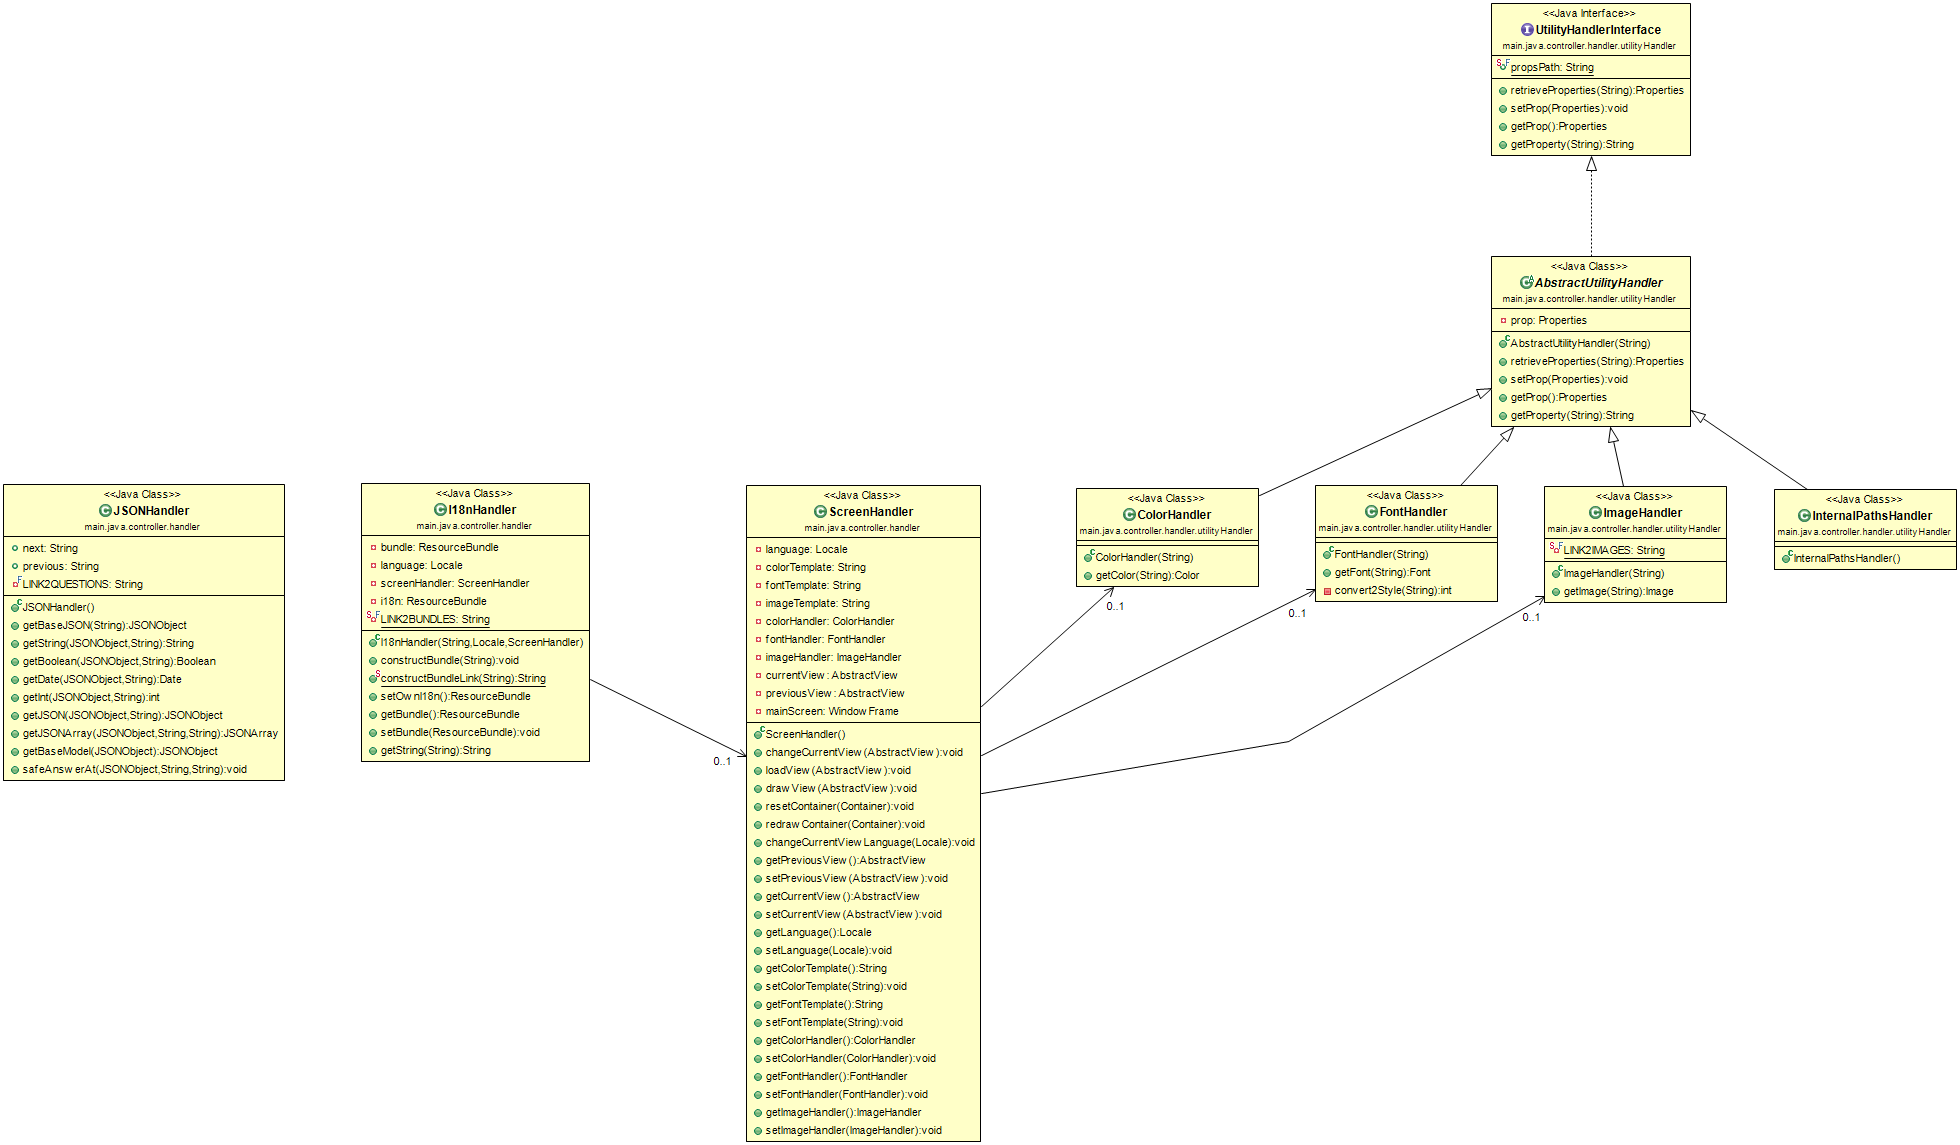 <<Java Interface>>
UtilityHandlerInterface
main.java.controller.handler.utilityHandler
propsPath: String
retrieveProperties(String):Properties
setProp(Properties):void
getProp():Properties
getProperty(String):String
<<Java Class>>
AbstractUtilityHandler
main.java.controller.handler.utilityHandler
prop: Properties
AbstractUtilityHandler(String)
retrieveProperties(String):Properties
setProp(Properties):void
getProp():Properties
getProperty(String):String
<<Java Class>>
JSONHandler
main.java.controller.handler
next: String
previous: String
LINK2QUESTIONS: String
JSONHandler()
getBaseJSON(String):JSONObject
getString(JSONObject,String):String
getBoolean(JSONObject,String):Boolean
getDate(JSONObject,String):Date
getInt(JSONObject,String):int
getJSON(JSONObject,String):JSONObject
getJSONArray(JSONObject,String,String):JSONArray
getBaseModel(JSONObject):JSONObject
safeAnswerAt(JSONObject,String,String):void
<<Java Class>>
I18nHandler
main.java.controller.handler
bundle: ResourceBundle
language: Locale
screenHandler: ScreenHandler
i18n: ResourceBundle
LINK2BUNDLES: String
I18nHandler(String,Locale,ScreenHandler)
constructBundle(String):void
constructBundleLink(String):String
setOwnI18n():ResourceBundle
getBundle():ResourceBundle
setBundle(ResourceBundle):void
getString(String):String
0..1
<<Java Class>>
ScreenHandler
main.java.controller.handler
language: Locale
colorTemplate: String
fontTemplate: String
imageTemplate: String
colorHandler: ColorHandler
fontHandler: FontHandler
imageHandler: ImageHandler
currentView: AbstractView
previousView: AbstractView
mainScreen: WindowFrame
ScreenHandler()
changeCurrentView(AbstractView):void
loadView(AbstractView):void
drawView(AbstractView):void
resetContainer(Container):void
redrawContainer(Container):void
changeCurrentViewLanguage(Locale):void
getPreviousView():AbstractView
setPreviousView(AbstractView):void
getCurrentView():AbstractView
setCurrentView(AbstractView):void
getLanguage():Locale
setLanguage(Locale):void
getColorTemplate():String
setColorTemplate(String):void
getFontTemplate():String
setFontTemplate(String):void
getColorHandler():ColorHandler
setColorHandler(ColorHandler):void
getFontHandler():FontHandler
setFontHandler(FontHandler):void
getImageHandler():ImageHandler
setImageHandler(ImageHandler):void
<<Java Class>>
ColorHandler
main.java.controller.handler.utilityHandler
ColorHandler(String)
getColor(String):Color
0..1
<<Java Class>>
FontHandler
main.java.controller.handler.utilityHandler
FontHandler(String)
getFont(String):Font
convert2Style(String):int
0..1
<<Java Class>>
ImageHandler
main.java.controller.handler.utilityHandler
LINK2IMAGES: String
ImageHandler(String)
getImage(String):Image
0..1
<<Java Class>>
InternalPathsHandler
main.java.controller.handler.utilityHandler
InternalPathsHandler()